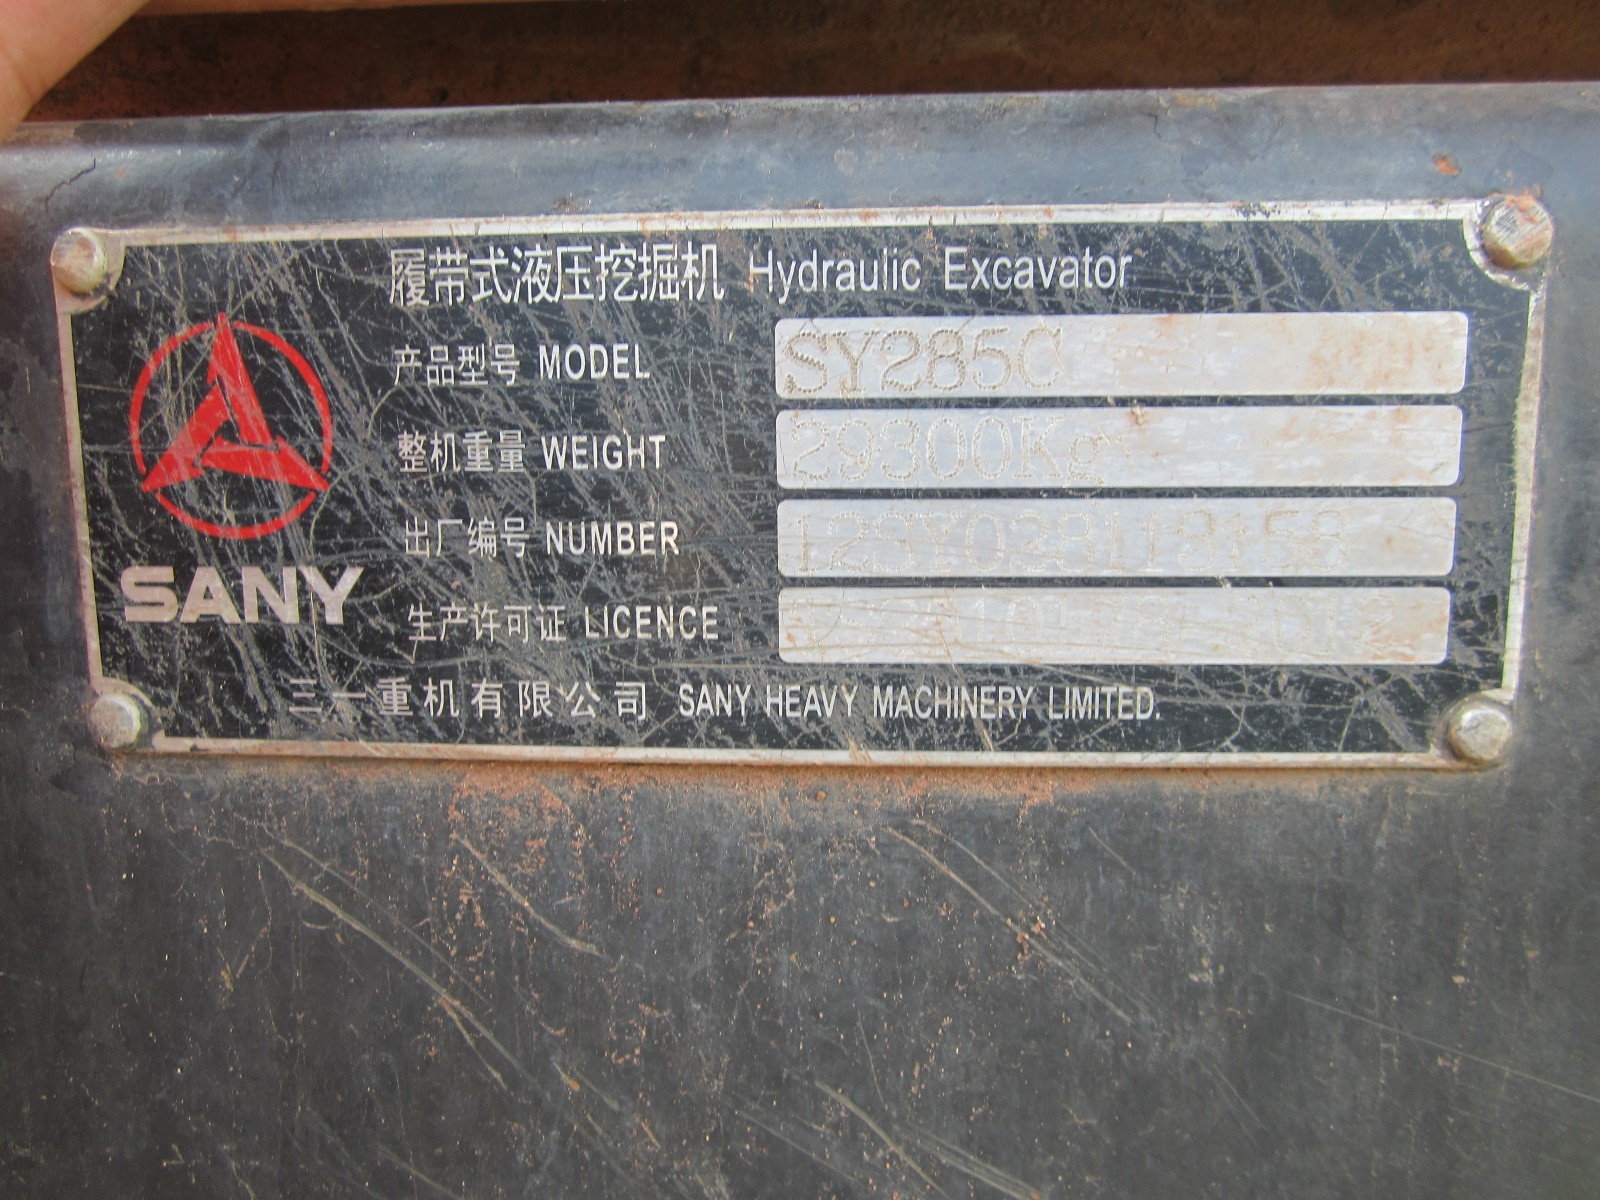 履带式液压挖掘机 Hydraulic Excavator
产品型号 MODEL SY285C
整机重量 WEIGHT 29300Kg
出厂编号 NUMBER
生产许可证 LICENCE
SANY
三一重机有限公司 SANY HEAVY MACHINERY LIMITED.